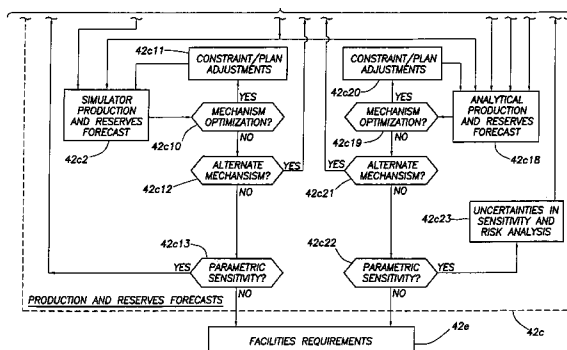 42c11
CONSTRAINT/PLAN
ADJUSTMENTS
CONSTRAINT/PLAN
ADJUSTMENTS
42c20
SIMULATOR
PRODUCTION
AND RESERVES
FORECAST
42c2
YES
MECHANISM
OPTIMIZATION?
42c10
NO
YES
MECHANISM
OPTIMIZATION?
42c19
NO
ANALYTICAL
PRODUCTION
AND RESERVES
FORECAST
42c18
ALTERNATE
MECHANISM?
YES
42c12
NO
YES
ALTERNATE
MECHANISM?
42c21
NO
42c23
UNCERTAINTIES IN
SENSITIVITY AND
RISK ANALYSIS
42c13
YES
PARAMETRIC
SENSITIVITY?
NO
42c22
PARAMETRIC
SENSITIVITY?
YES
NO
PRODUCTION AND RESERVES FORECASTS
42c
FACILITIES REQUIREMENTS
42e